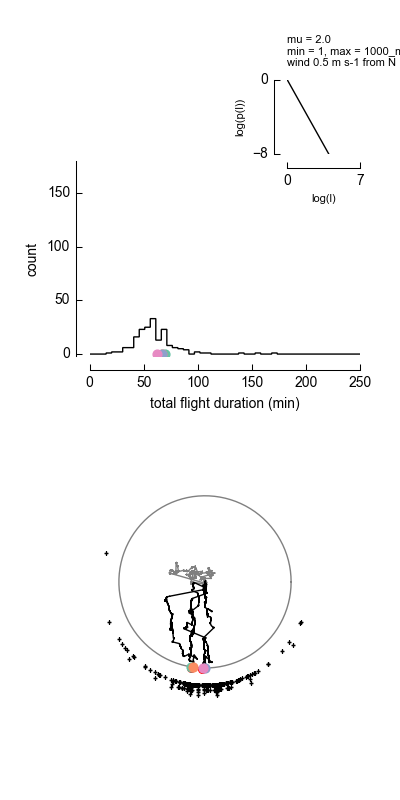 mu = 2.0
min = 1, max = 1000_m
wind 0.5 m s-1 from N
0
−8
log(p(l))
0 7
log(l)
150
100
50
0
count
0 50 100 150 200 250
total flight duration (min)